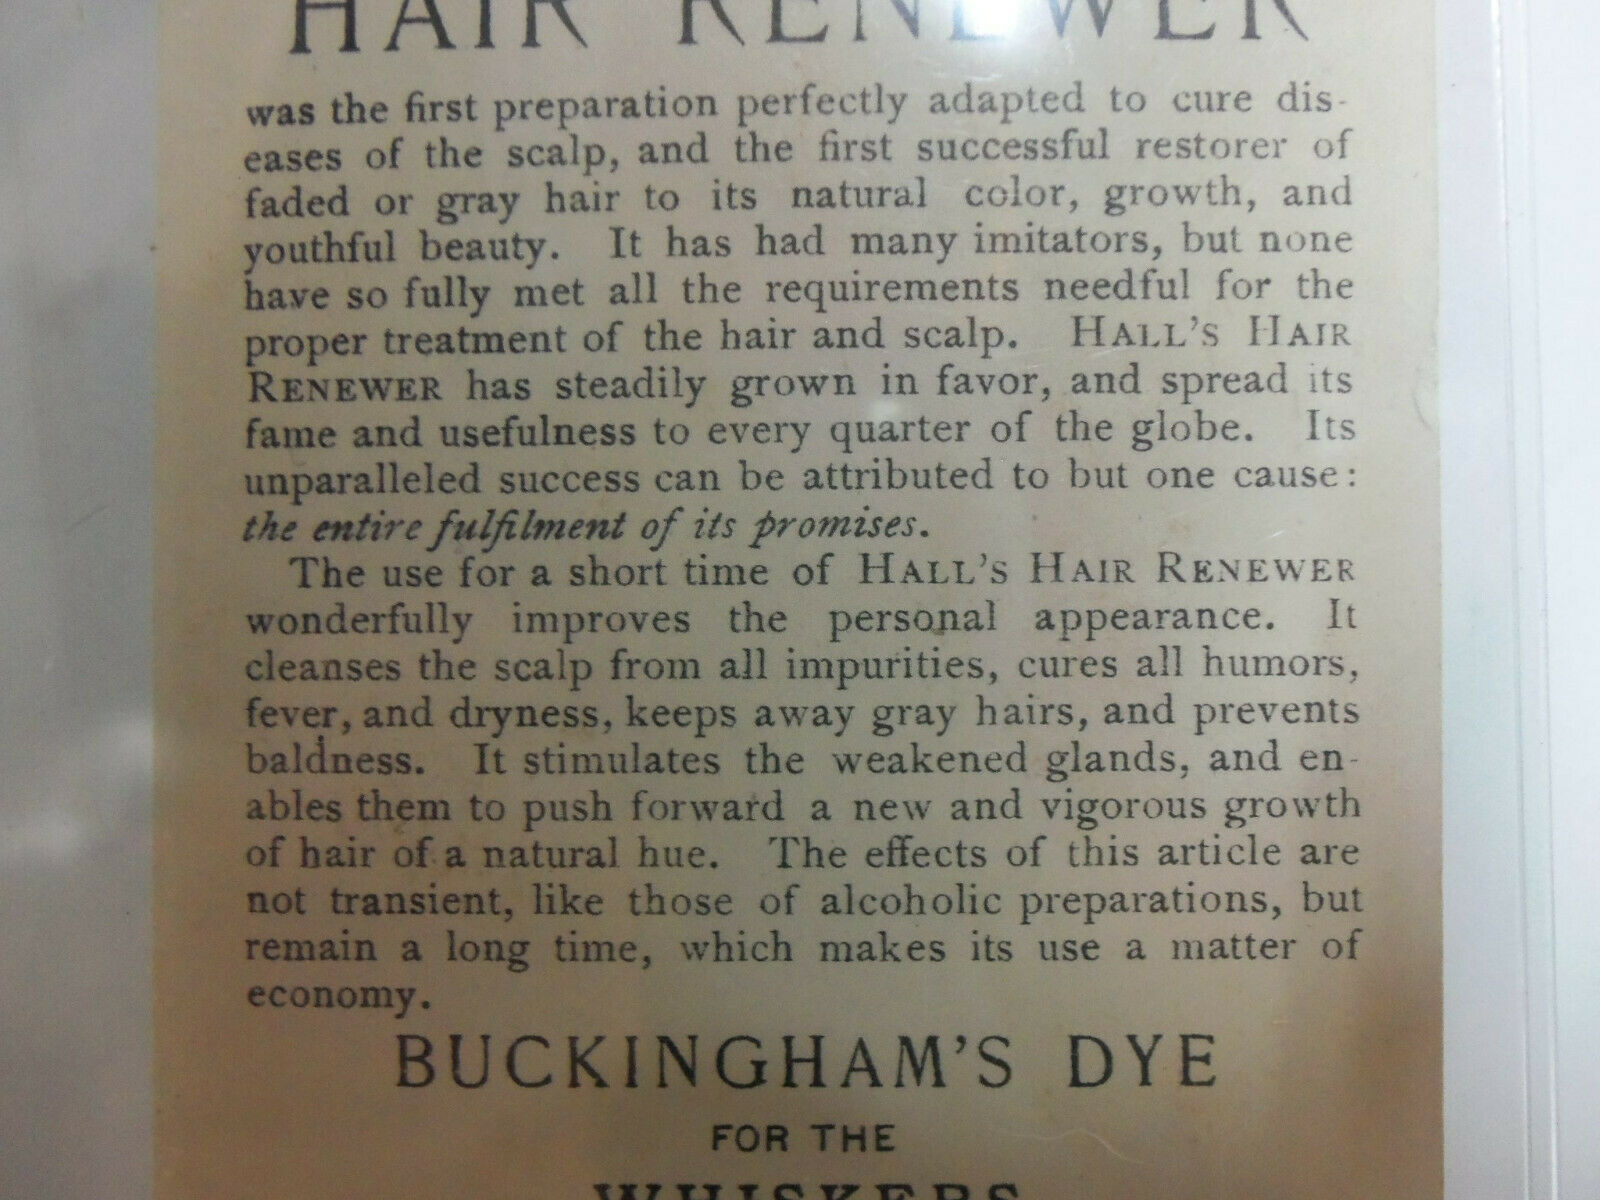 HAIR RENEWER
was the first preparation perfectly adapted to cure dis-
eases of the scalp, and the first successful restorer of
faded or gray hair to its natural color, growth, and
youthful beauty. It has had many imitators, but none
have so fully met all the requirements needful for the
proper treatment of the hair and scalp. HALL'S HAIR
RENEWER has steadily grown in favor, and spread its
fame and usefulness to every quarter of the globe. Its
unparalleled success can be attributed to but one cause:
the entire fulfilment of its promises.
The use for a short time of HALL'S HAIR RENEWER
wonderfully improves the personal appearance. It
cleanses the scalp from all impurities, cures all humors,
fever, and dryness, keeps away gray hairs, and prevents
baldness. It stimulates the weakened glands, and en-
ables them to push forward a new and vigorous growth
of hair of a natural hue. The effects of this article are
not transient, like those of alcoholic preparations, but
remain a long time, which makes its use a matter of
economy.
BUCKINGHAM'S DYE
FOR THE
WHISKERS